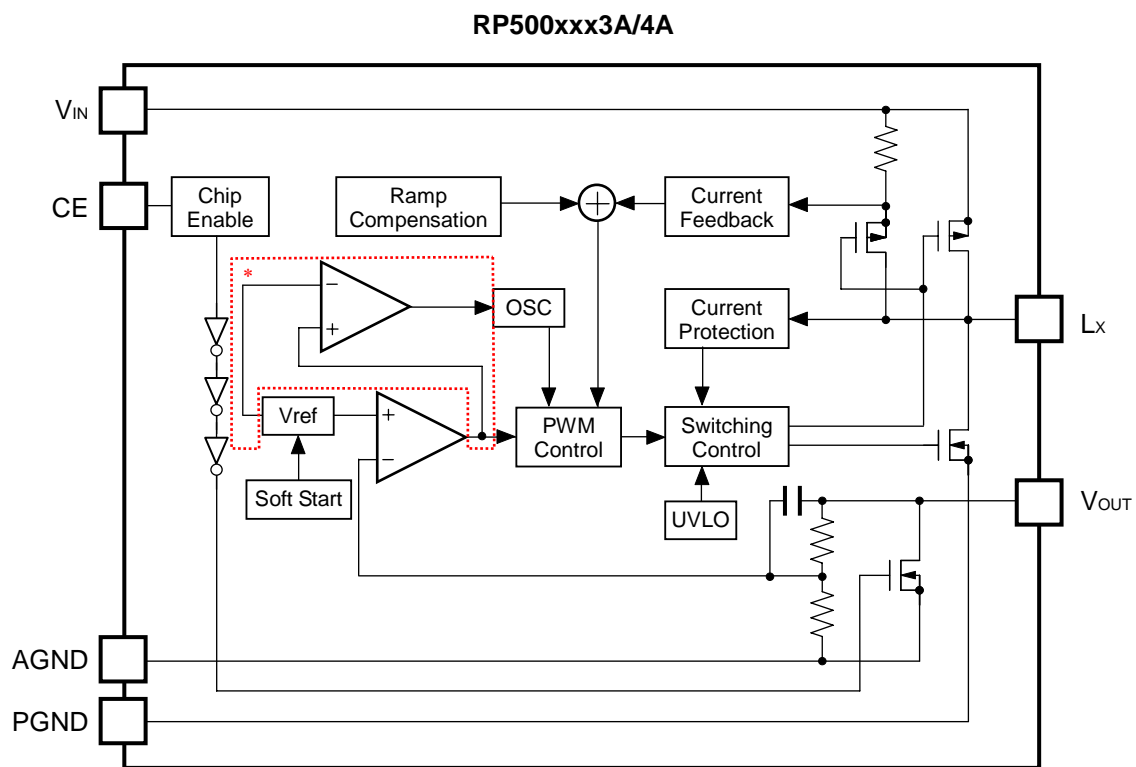 RP500xxx3A/4A
VIN
CE
Chip
Enable
Ramp
Compensation
+
Current
Feedback
*
−
+
OSC
Current
Protection
LX
Vref
+
−
PWM
Control
Switching
Control
Soft Start
UVLO
VOUT
AGND
PGND